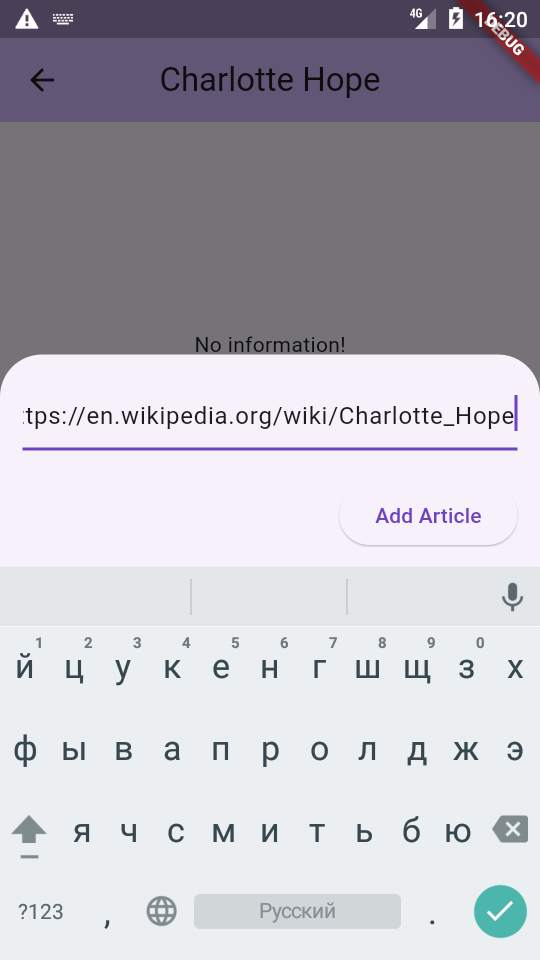 4G 16:20
DEBUG
Charlotte Hope
No information!
tps://en.wikipedia.org/wiki/Charlotte_Hope
Add Article
1 2 3 4 5 6 7 8 9 0
й ц у к е н г ш щ з х
ф ы в а п р о л д ж э
я ч с м и т ь б ю
?123 , Русский .